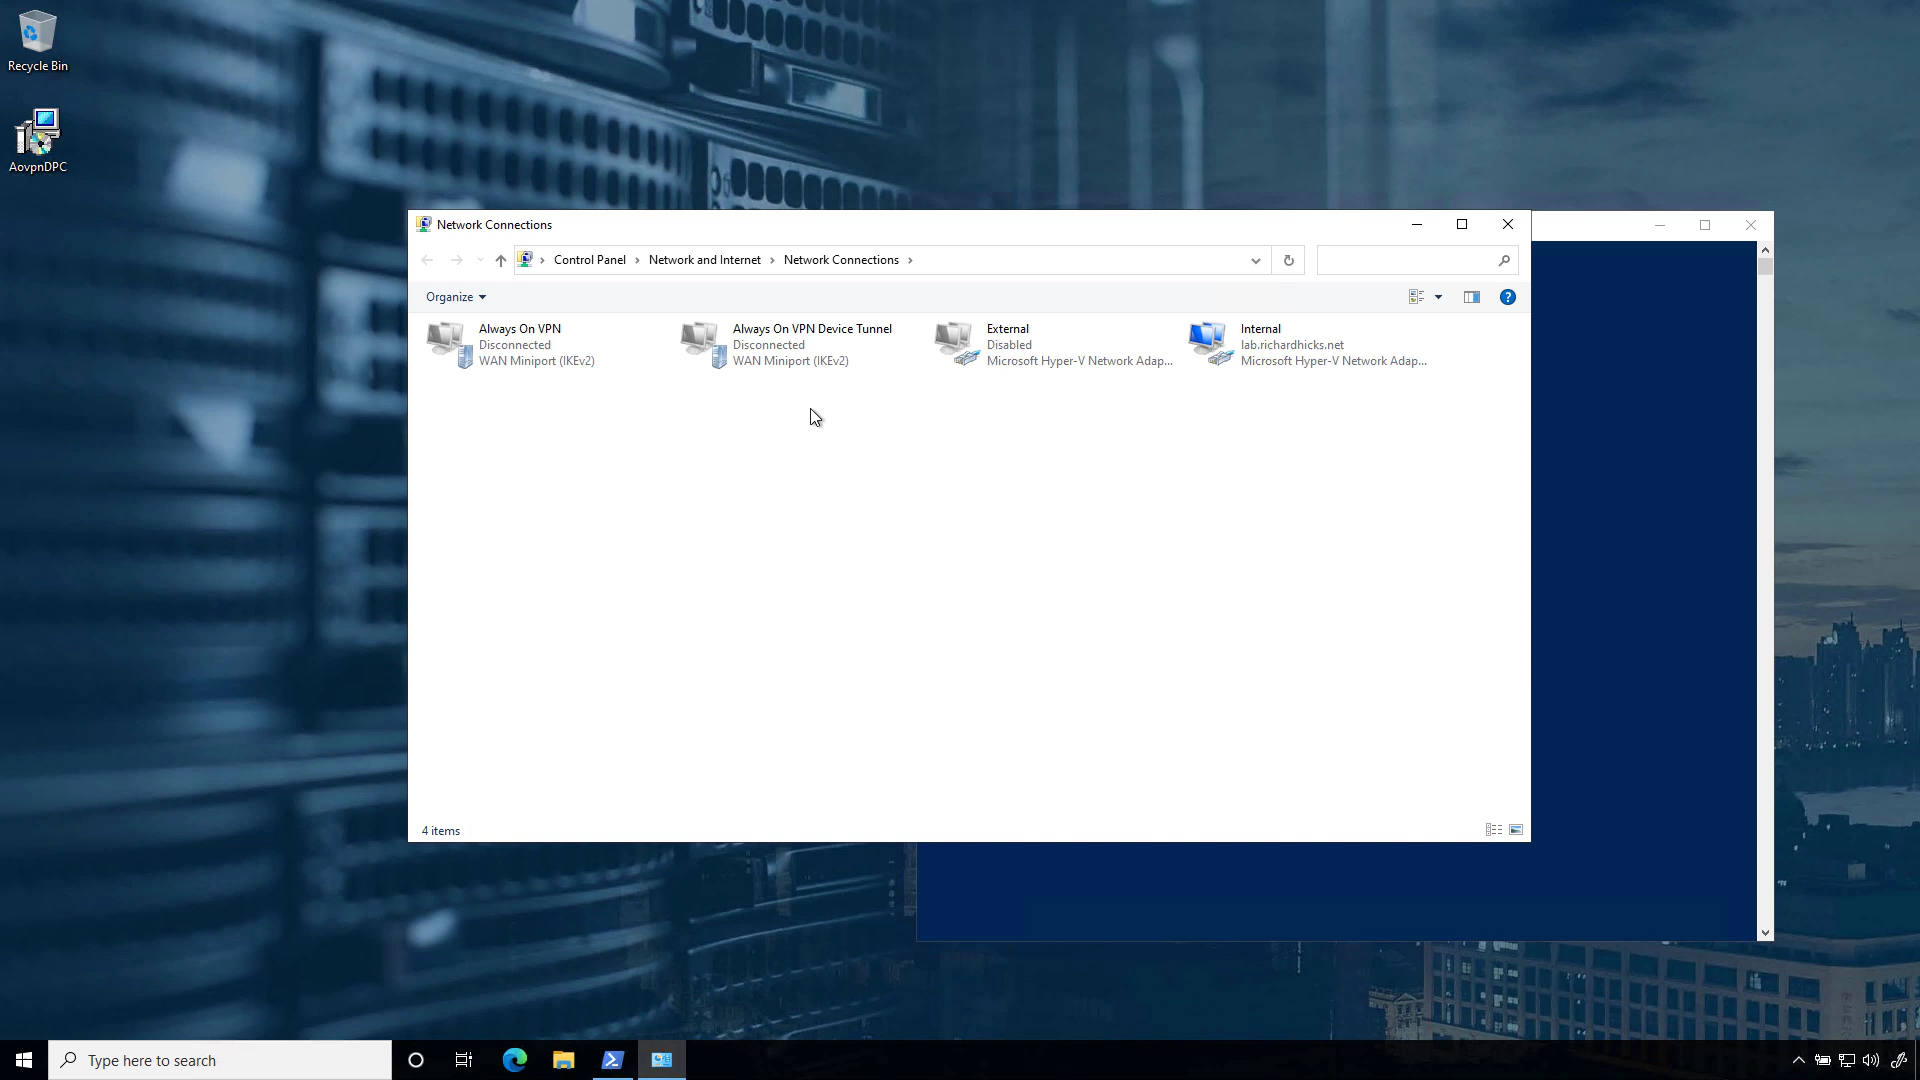 Recycle Bin
AovpnDPC
Network Connections
Control Panel > Network and Internet > Network Connections >
Organize
Always On VPN
Disconnected
WAN Miniport (IKEv2)
Always On VPN Device Tunnel
Disconnected
WAN Miniport (IKEv2)
External
Disabled
Microsoft Hyper-V Network Adap...
Internal
lab.richardhicks.net
Microsoft Hyper-V Network Adap...
4 items
Type here to search